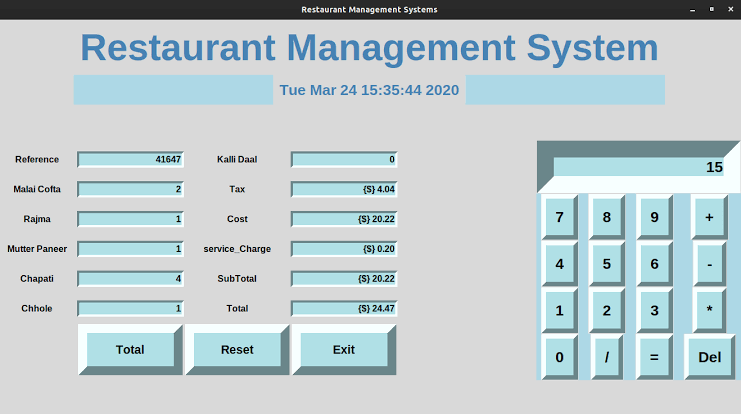 Restaurant Management Systems
Restaurant Management System
Tue Mar 24 15:35:44 2020
Reference 41647 Kalli Daal 0
Malai Cofta 2 Tax {$} 4.04
Rajma 1 Cost {$} 20.22
Mutter Paneer 1 service_Charge {$} 0.20
Chapati 4 SubTotal {$} 20.22
Chhole 1 Total {$} 24.47
Total Reset Exit
15
7 8 9 +
4 5 6 -
1 2 3 *
0 / = Del